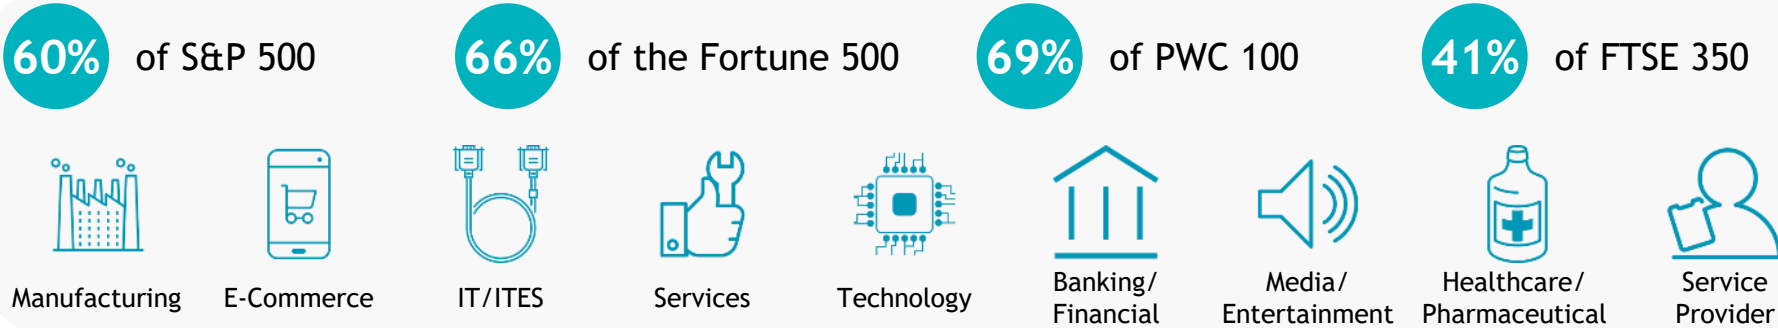 60% of S&P 500
66% of the Fortune 500
69% of PWC 100
41% of FTSE 350
Manufacturing
E-Commerce
IT/ITES
Services
Technology
Banking/
Financial
Media/
Entertainment
Healthcare/
Pharmaceutical
Service
Provider